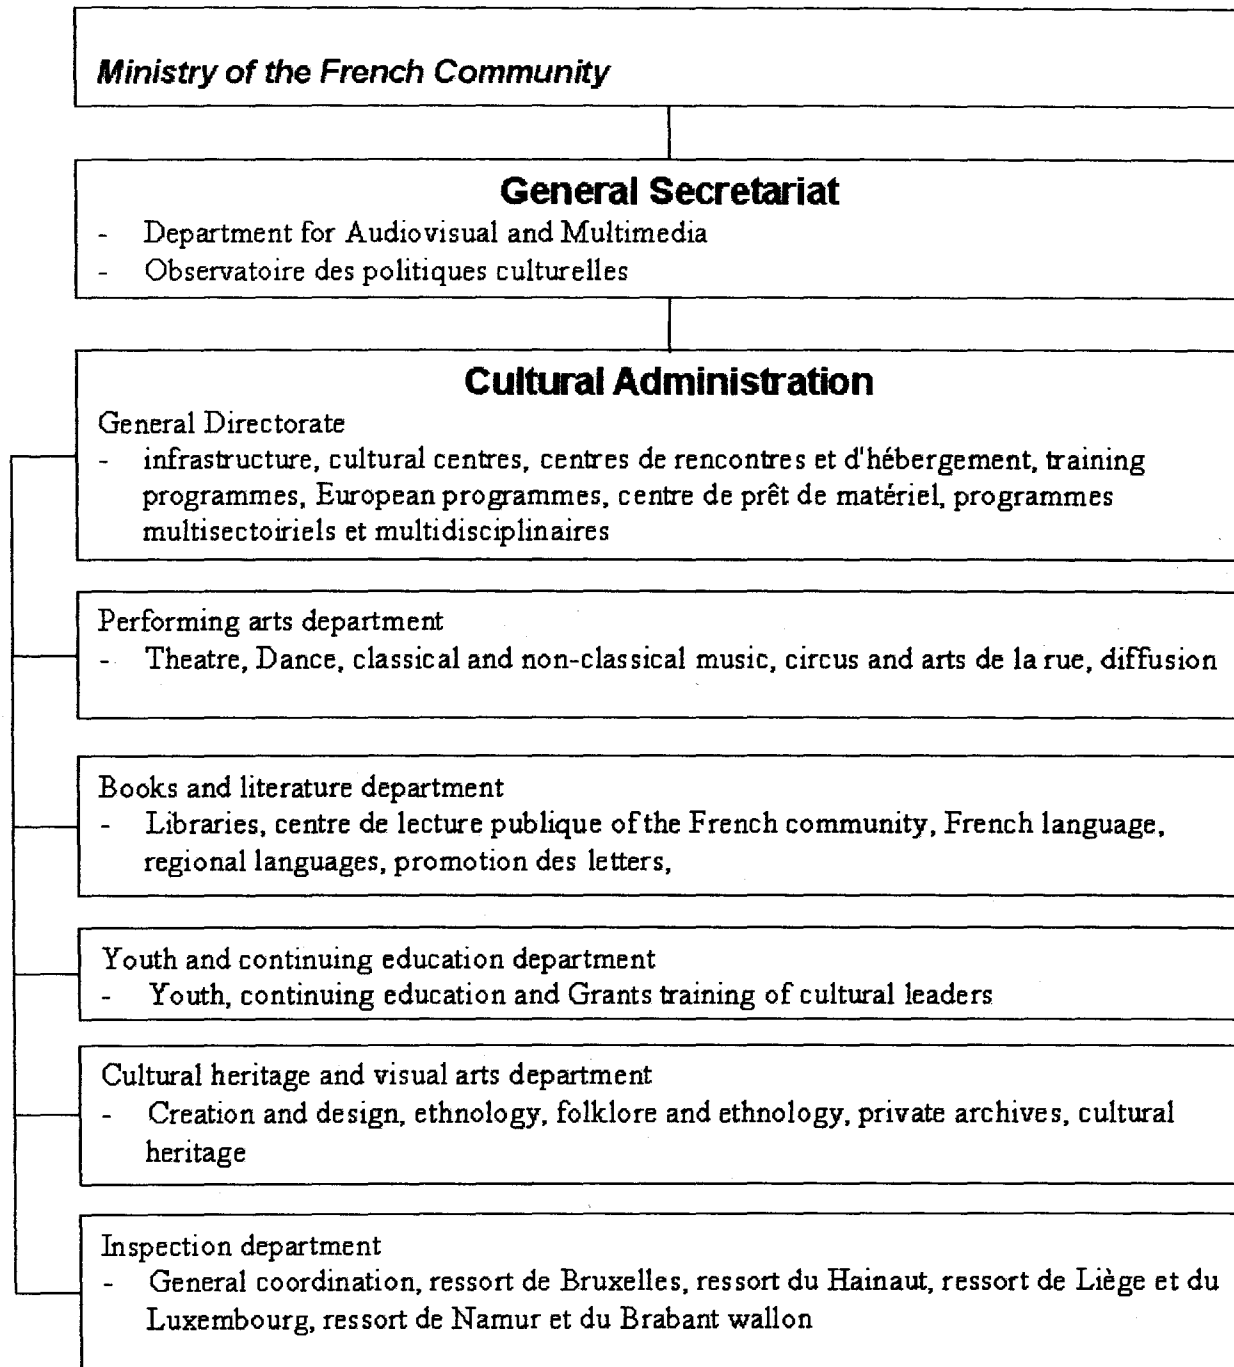 Ministry of the French Community
General Secretariat
- Department for Audiovisual and Multimedia
- Observatoire des politiques culturelles
Cultural Administration
General Directorate
- infrastructure, cultural centres, centres de rencontres et d'hébergement, training
programmes, European programmes, centre de prêt de matériel, programmes
multisectoiriels et multidisciplinaires
Performing arts department
- Theatre, Dance, classical and non-classical music, circus and arts de la rue, diffusion
Books and literature department
- Libraries, centre de lecture publique of the French community, French language,
regional languages, promotion des letters,
Youth and continuing education department
- Youth, continuing education and Grants training of cultural leaders
Cultural heritage and visual arts department
- Creation and design, ethnology, folklore and ethnology, private archives, cultural
heritage
Inspection department
- General coordination, ressort de Bruxelles, ressort du Hainaut, ressort de Liège et du
Luxembourg, ressort de Namur et du Brabant wallon